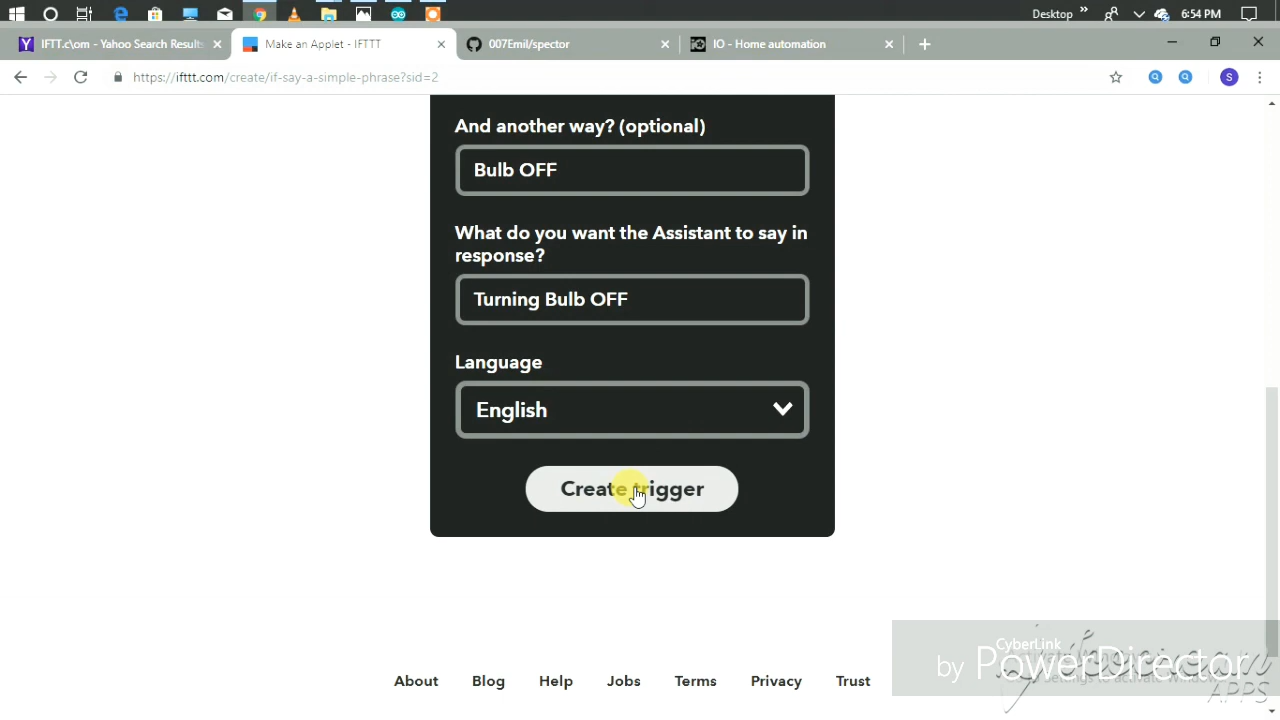 Desktop
6:54 PM
IFTT.c\om - Yahoo Search Results
Make an Applet - IFTTT
007Emil/spector
IO - Home automation
https://ifttt.com/create/if-say-a-simple-phrase?sid=2
S
And another way? (optional)
Bulb OFF
What do you want the Assistant to say in
response?
Turning Bulb OFF
Language
English
Create trigger
About Blog Help Jobs Terms Privacy Trust
CyberLink
by PowerDirector
APPS